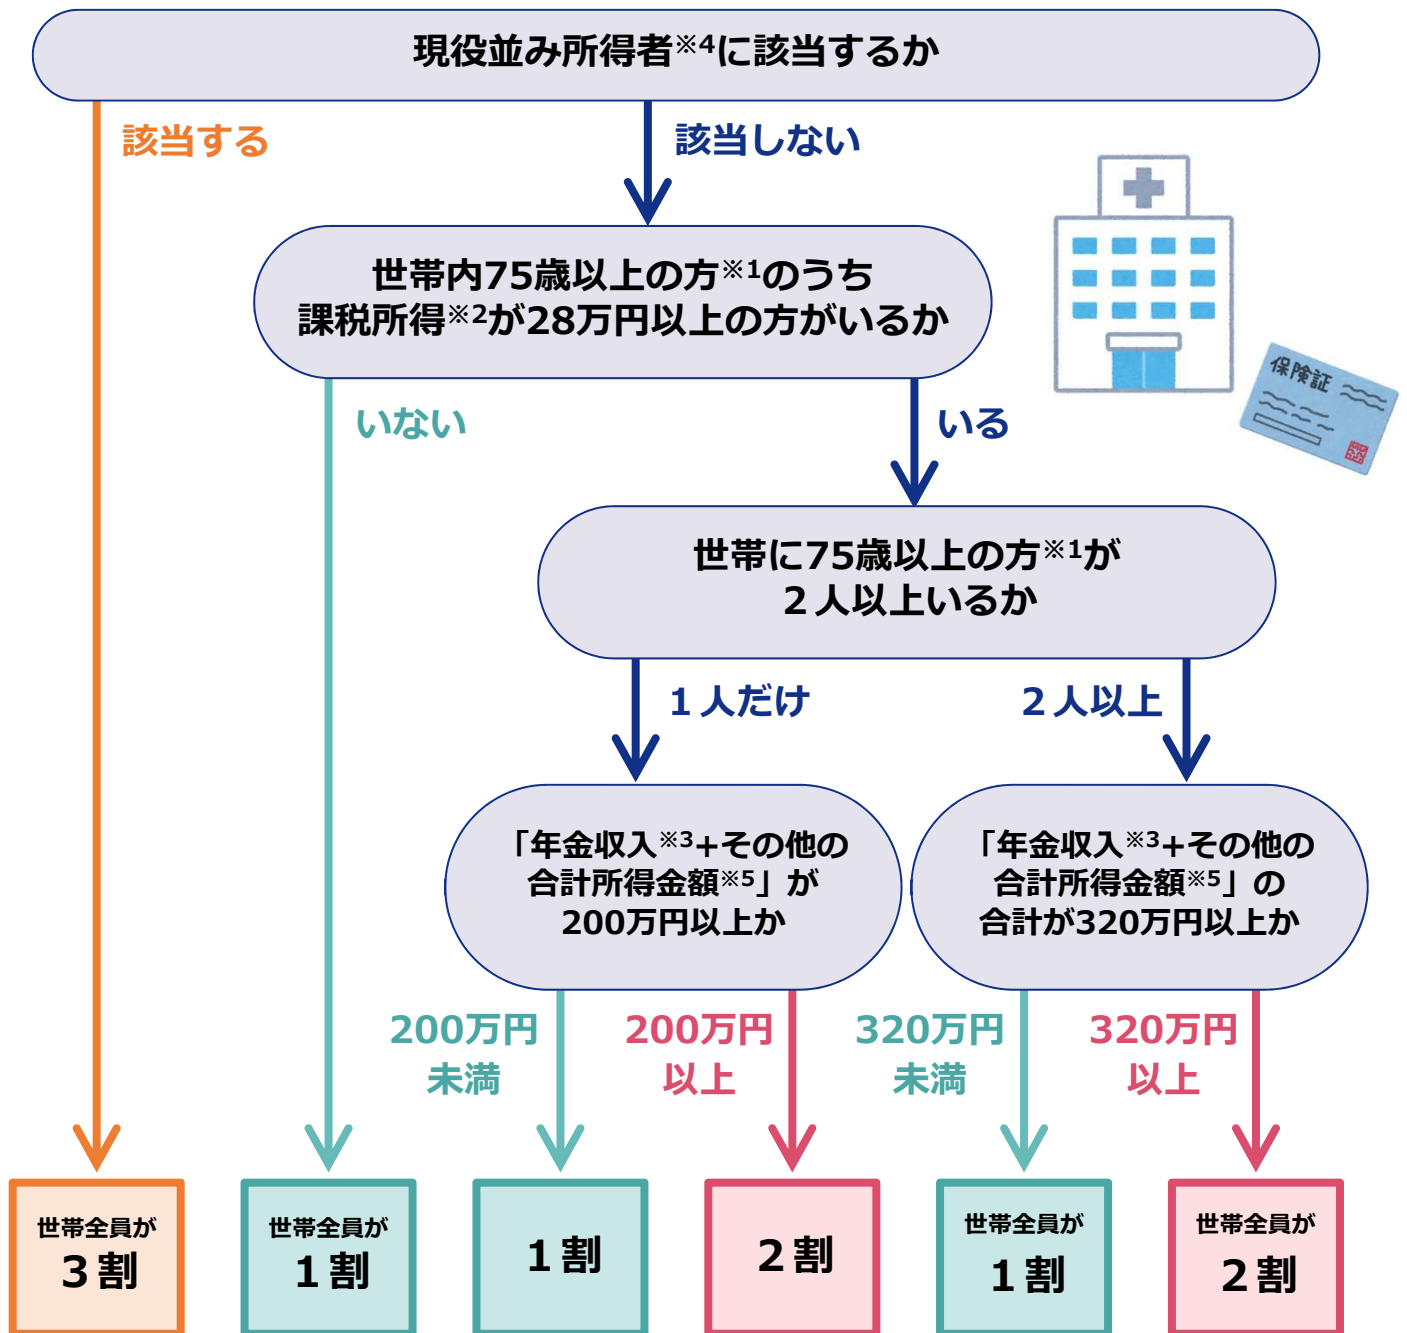 現役並み所得者※4に該当するか
該当する
該当しない
世帯内75歳以上の方※1のうち
課税所得※2が28万円以上の方がいるか
保険証
いない
いる
世帯に75歳以上の方※1が
２人以上いるか
１人だけ
２人以上
「年金収入※3+その他の
合計所得金額※5」が
200万円以上か
「年金収入※3+その他の
合計所得金額※5」の
合計が320万円以上か
200万円
未満
200万円
以上
320万円
未満
320万円
以上
世帯全員が
３割
世帯全員が
１割
１割
２割
世帯全員が
１割
世帯全員が
２割